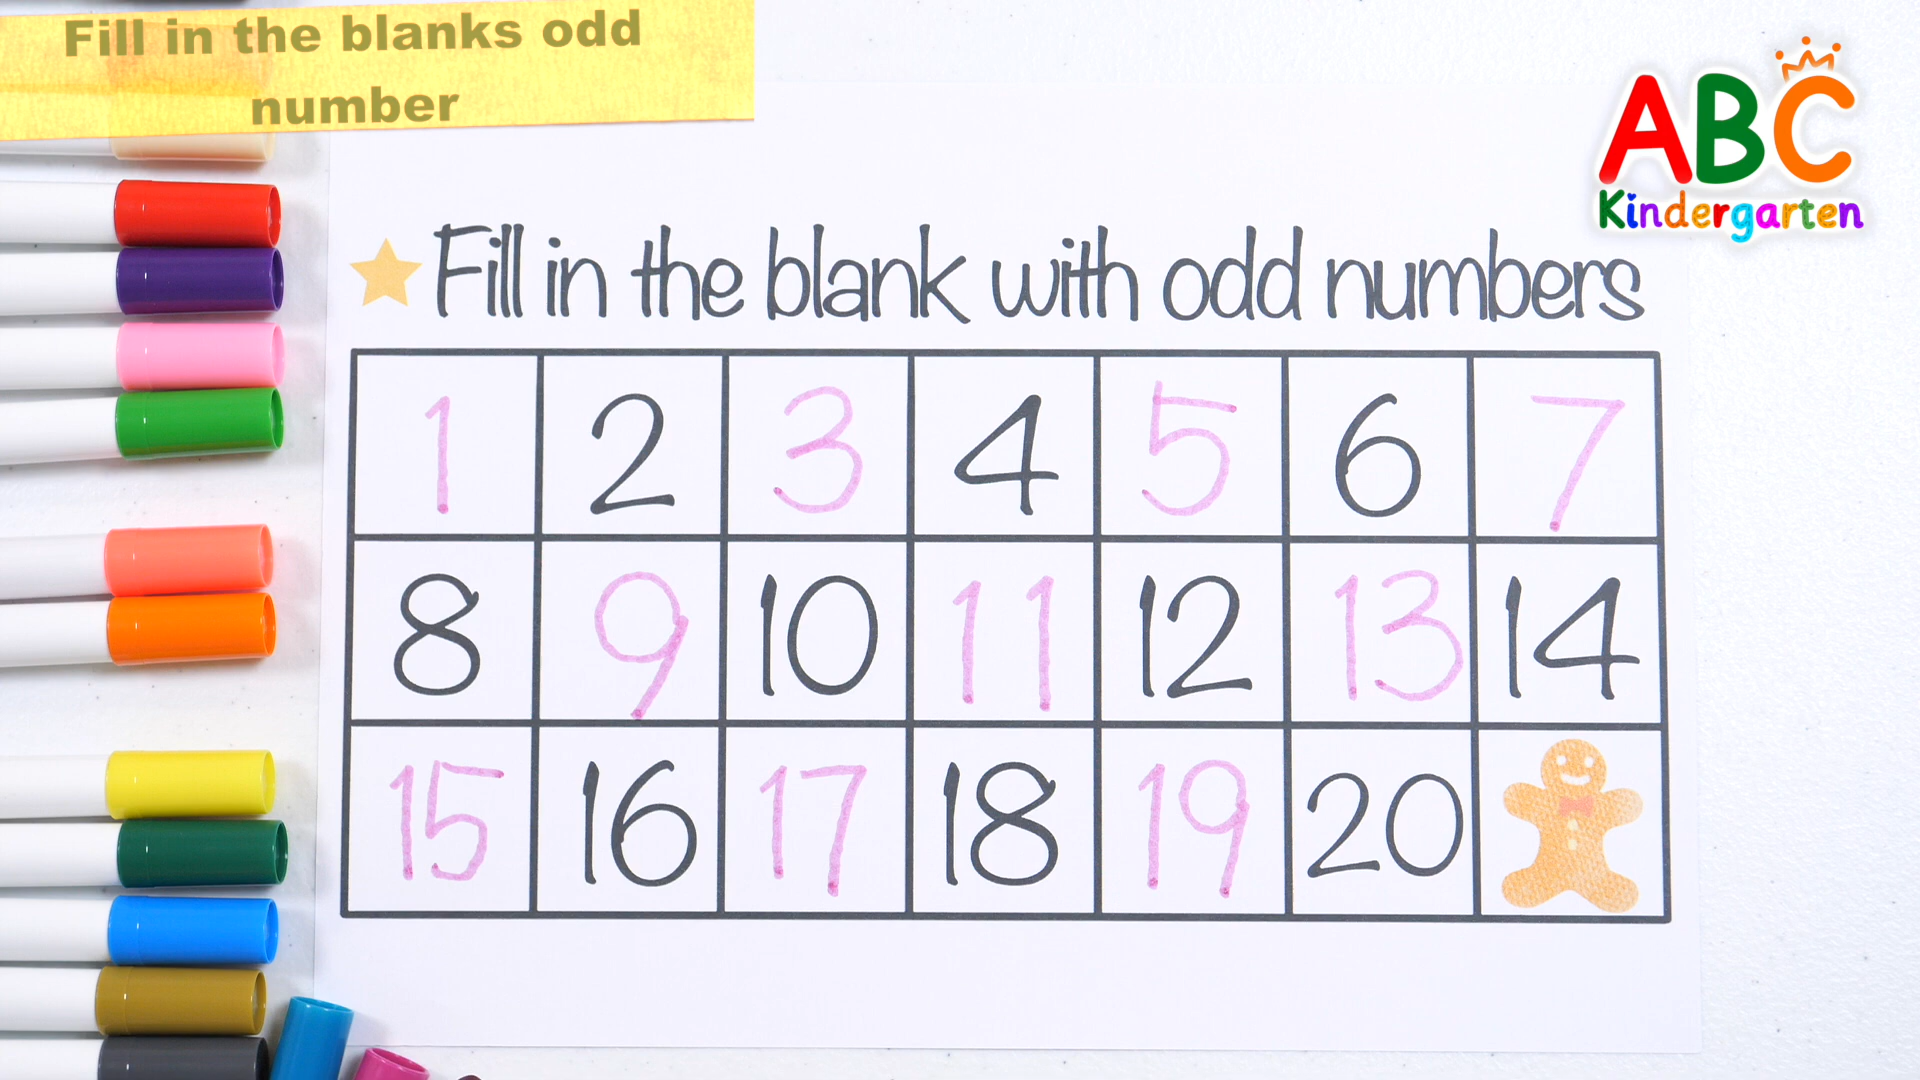 Fill in the blanks odd
number
ABC
Kindergarten
Fill in the blank with odd numbers
1 2 3 4 5 6 7
8 9 10 11 12 13 14
15 16 17 18 19 20